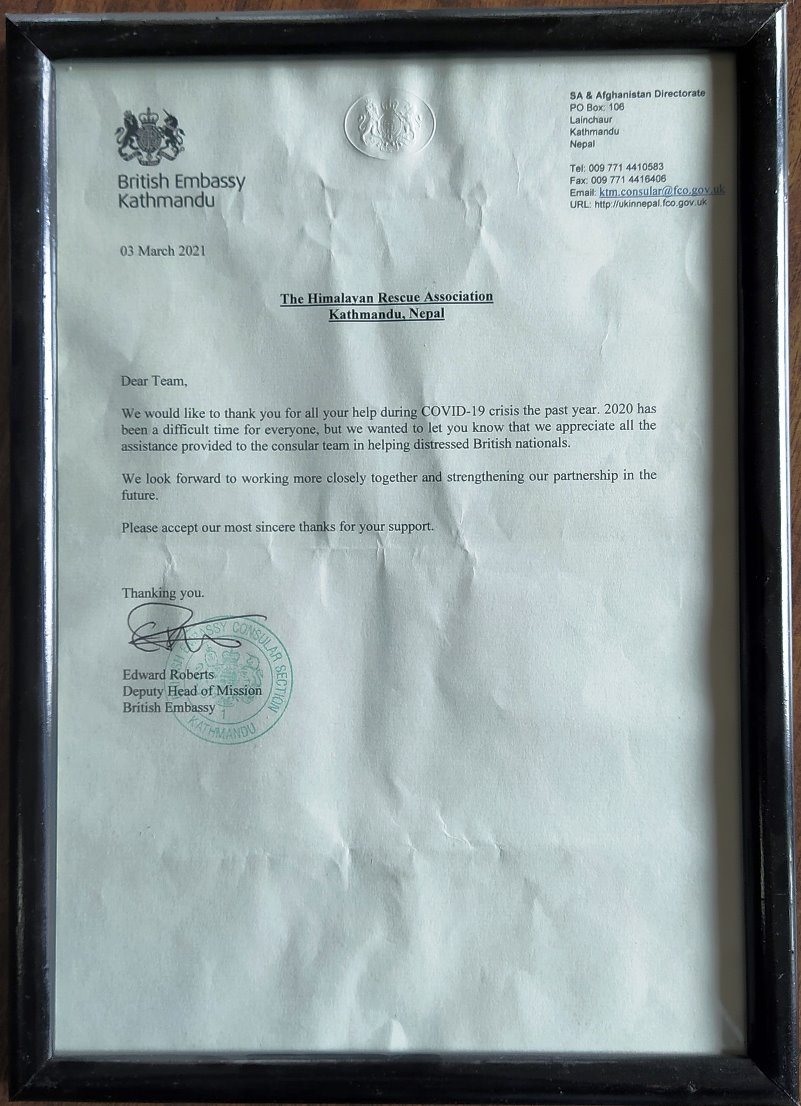 British Embassy
Kathmandu
SA & Afghanistan Directorate
PO Box: 106
Lainchaur
Kathmandu
Nepal
Tel: 009 771 4410583
Fax: 009 771 4416406
Email: ktm.consular@fco.gov.uk
URL: http://ukinnepal.fco.gov.uk
03 March 2021
The Himalayan Rescue Association
Kathmandu, Nepal
Dear Team,
We would like to thank you for all your help during COVID-19 crisis the past year. 2020 has
been a difficult time for everyone, but we wanted to let you know that we appreciate all the
assistance provided to the consular team in helping distressed British nationals.
We look forward to working more closely together and strengthening our partnership in the
future.
Please accept our most sincere thanks for your support.
Thanking you.
Edward Roberts
Deputy Head of Mission
British Embassy
EMBASSY CONSULAR SECTION
KATHMANDU